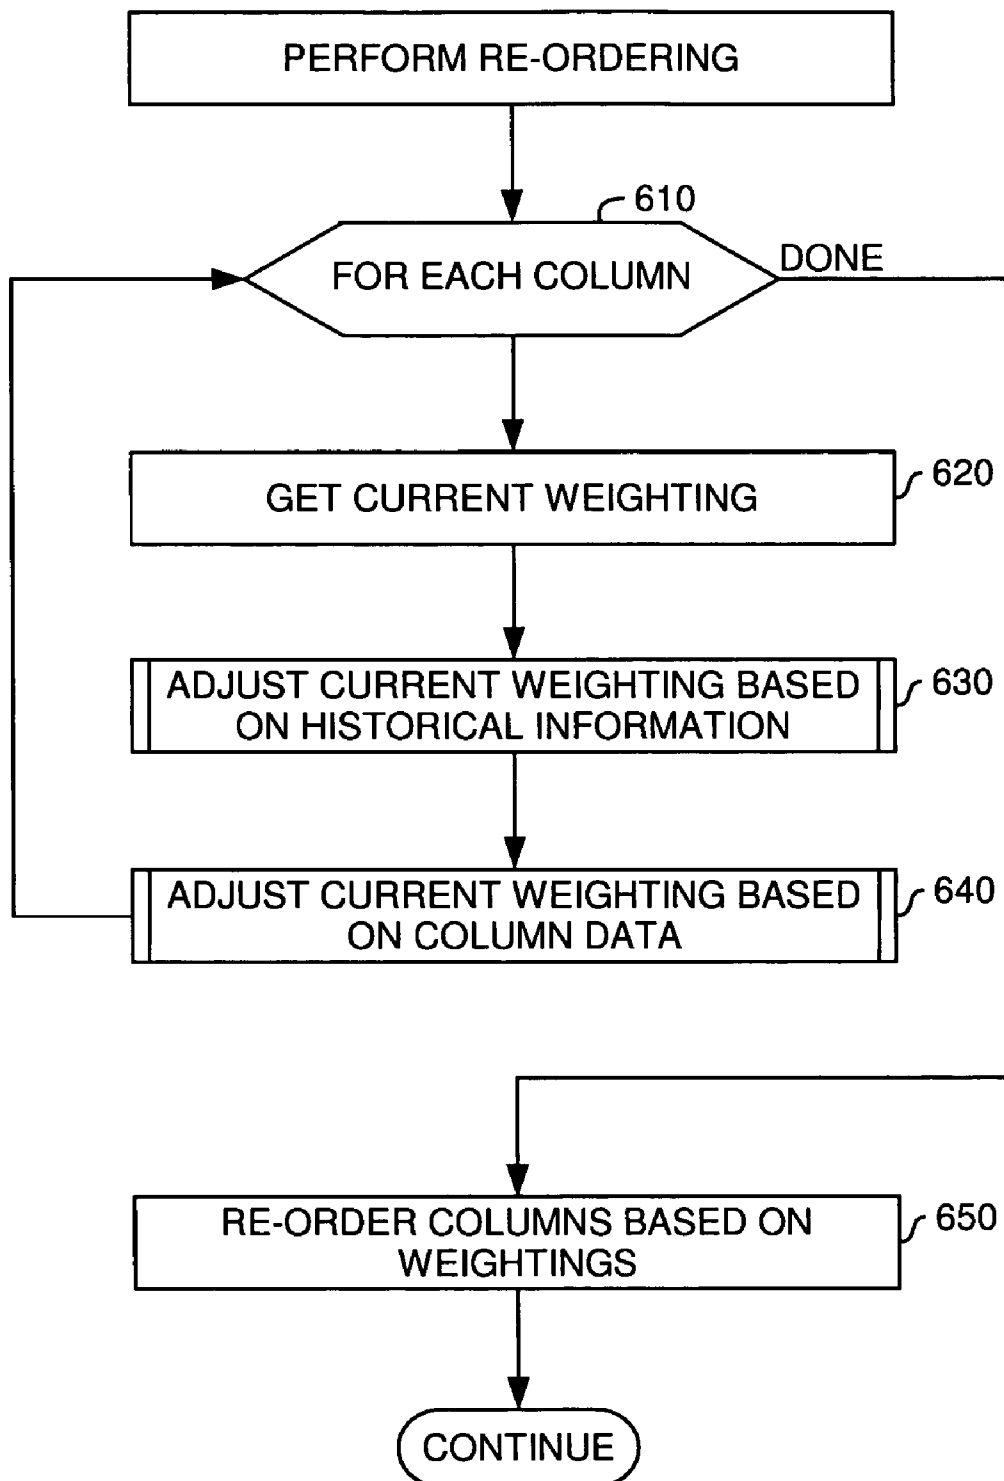 PERFORM RE-ORDERING
610
FOR EACH COLUMN
DONE
GET CURRENT WEIGHTING
620
ADJUST CURRENT WEIGHTING BASED
ON HISTORICAL INFORMATION
630
ADJUST CURRENT WEIGHTING BASED
ON COLUMN DATA
640
RE-ORDER COLUMNS BASED ON
WEIGHTINGS
650
CONTINUE